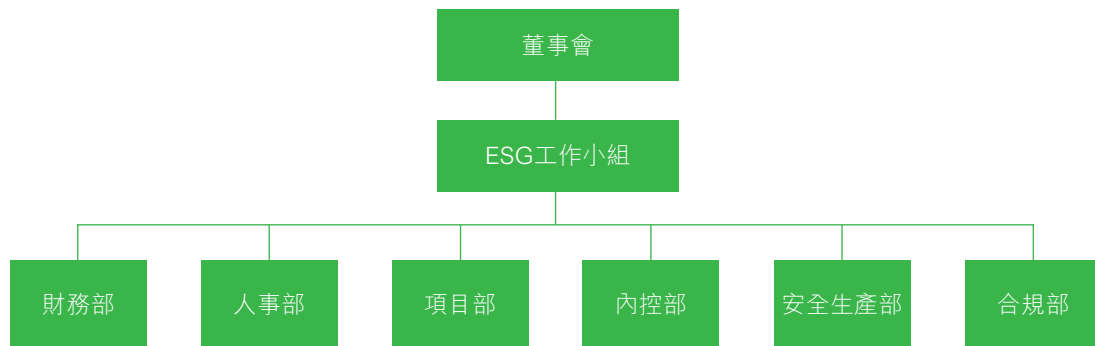 董事會
ESG工作小組
財務部
人事部
項目部
內控部
安全生產部
合規部